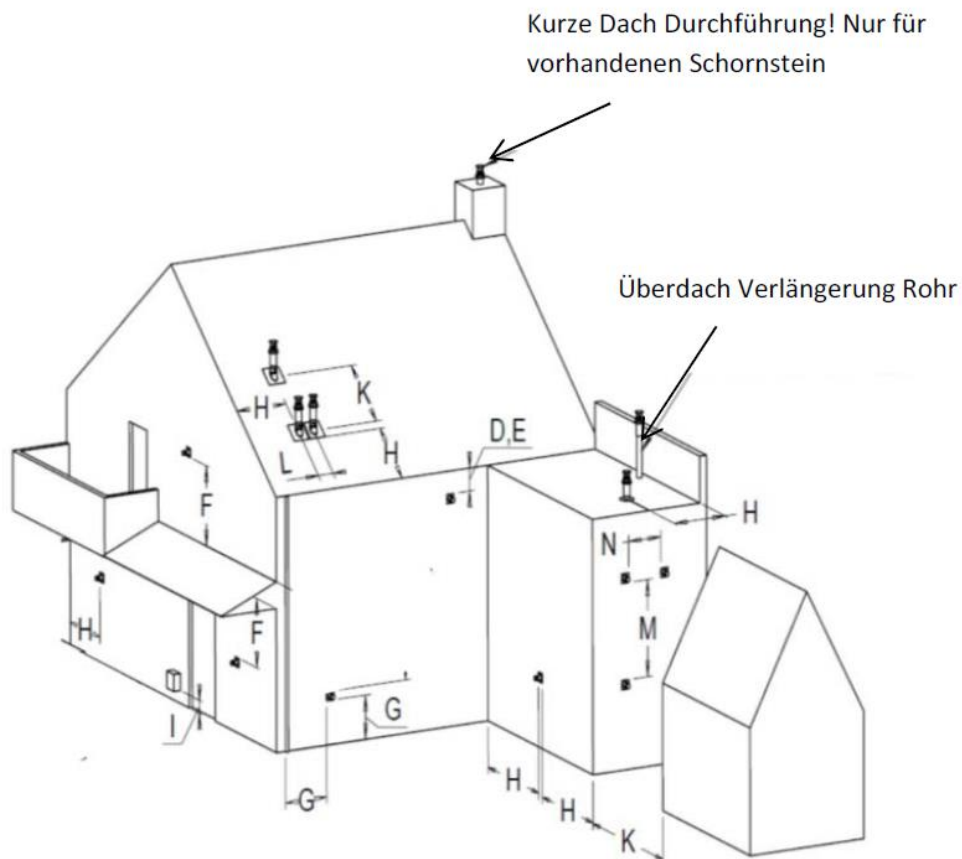 Kurze Dach Durchführung! Nur für
vorhandenen Schornstein
Überdach Verlängerung Rohr
K
H
D,E
L
H
F
H
N
H
F
M
G
I
G
H
H
K